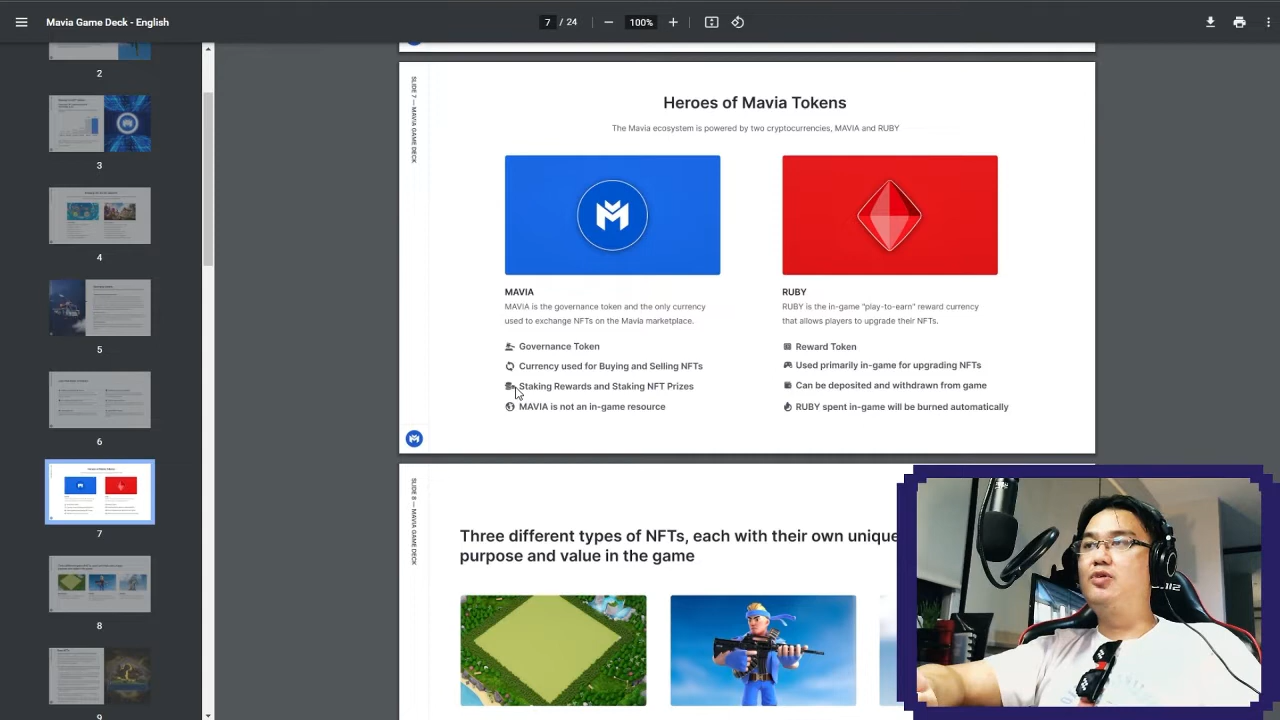 Mavia Game Deck - English
7 / 24
100%
2
3
4
5
6
7
8
9
SLIDE 7 — MAVIA GAME DECK
Heroes of Mavia Tokens
The Mavia ecosystem is powered by two cryptocurrencies, MAVIA and RUBY
MAVIA
MAVIA is the governance token and the only currency
used to exchange NFTs on the Mavia marketplace.
Governance Token
Currency used for Buying and Selling NFTs
Staking Rewards and Staking NFT Prizes
MAVIA is not an in-game resource
RUBY
RUBY is the in-game "play-to-earn" reward currency
that allows players to upgrade their NFTs.
Reward Token
Used primarily in-game for upgrading NFTs
Can be deposited and withdrawn from game
RUBY spent in-game will be burned automatically
SLIDE 8 — MAVIA GAME DECK
Three different types of NFTs, each with their own unique
purpose and value in the game